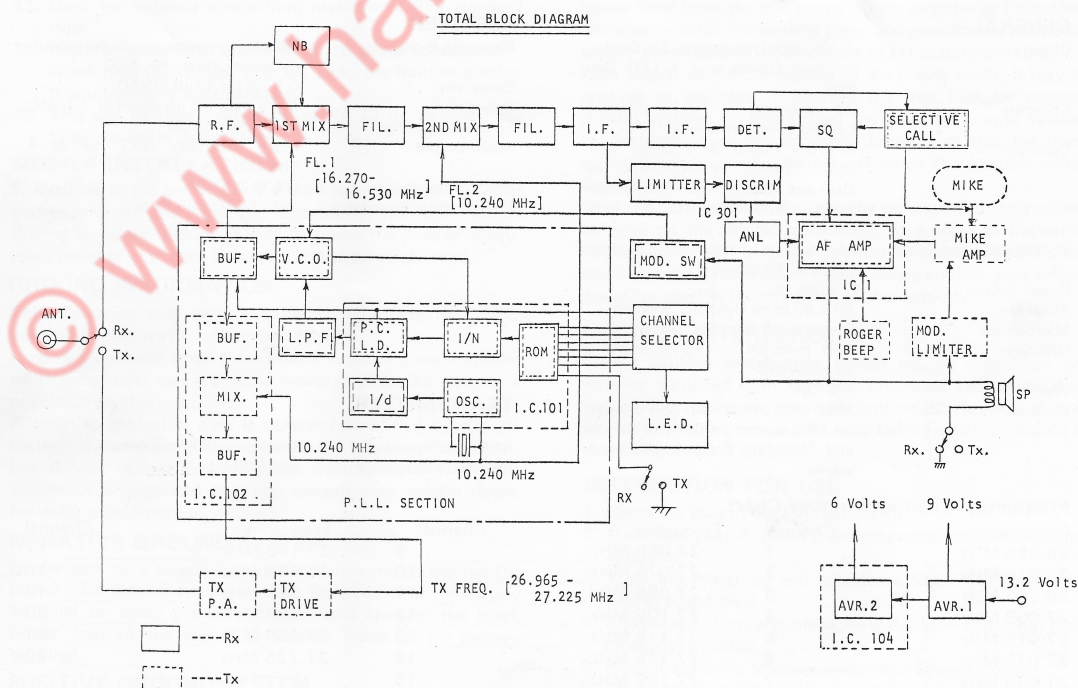 TOTAL BLOCK DIAGRAM
NB
R.F.
1ST MIX
FIL.
2ND MIX
FIL.
I.F.
I.F.
DET.
SQ
SELECTIVE
CALL
FL.1
[16.270-
16.530 MHz]
FL.2
[10.240 MHz]
LIMITTER
DISCRIM
MIKE
IC 301
ANL
AF AMP
IC 1
MIKE
AMP
BUF.
V.C.O.
MOD. SW
ANT.
Rx.
Tx.
BUF.
L.P.F
P.C.
L.D.
I/N
ROM
CHANNEL
SELECTOR
ROGER
BEEP
MOD.
LIMITER
MIX.
I/d
OSC.
I.C.101
L.E.D.
SP
BUF.
10.240 MHz
10.240 MHz
Rx.
Tx.
I.C.102
P.L.L. SECTION
RX
TX
6 Volts
9 Volts
TX
P.A.
TX
DRIVE
TX FREQ. [26.965 -
27.225 MHz]
AVR.2
AVR.1
13.2 Volts
I.C. 104
----Rx
----Tx
© www.ha